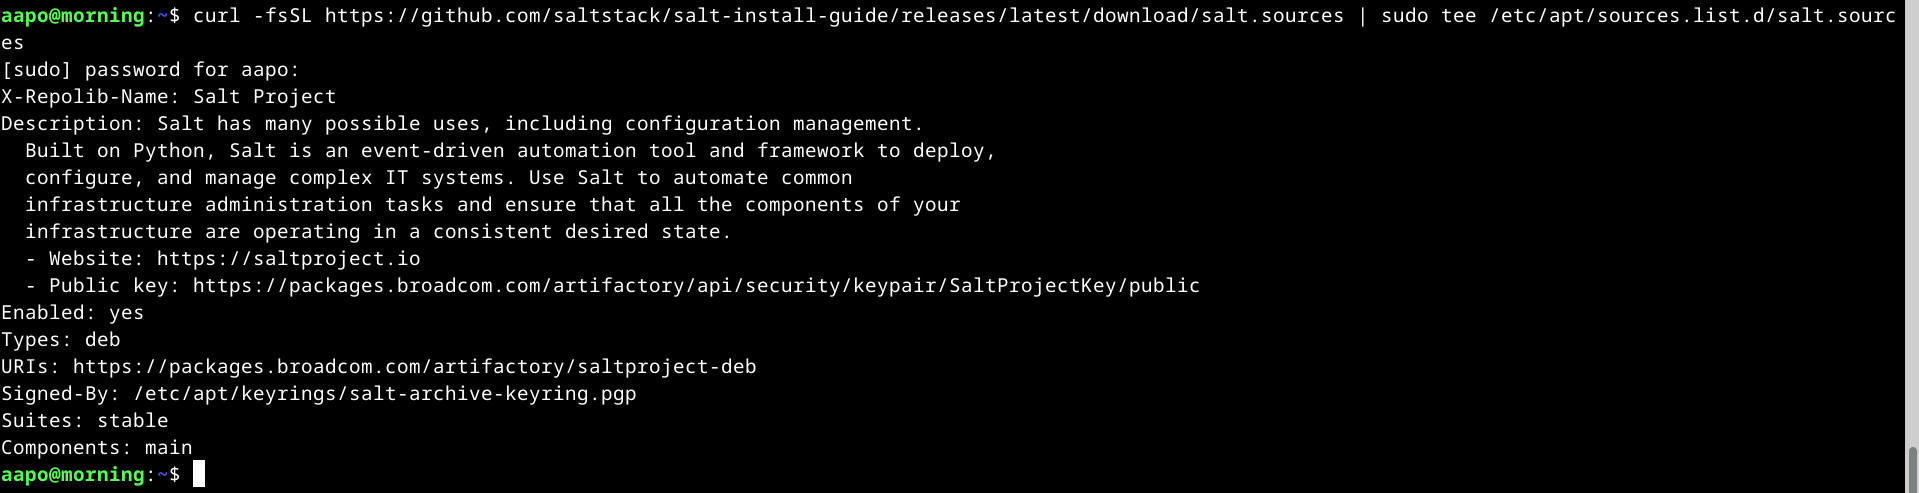 aapo@morning:~$ curl -fsSL https://github.com/saltstack/salt-install-guide/releases/latest/download/salt.sources | sudo tee /etc/apt/sources.list.d/salt.sourc
es
[sudo] password for aapo:
X-Repolib-Name: Salt Project
Description: Salt has many possible uses, including configuration management.
  Built on Python, Salt is an event-driven automation tool and framework to deploy,
  configure, and manage complex IT systems. Use Salt to automate common
  infrastructure administration tasks and ensure that all the components of your
  infrastructure are operating in a consistent desired state.
  - Website: https://saltproject.io
  - Public key: https://packages.broadcom.com/artifactory/api/security/keypair/SaltProjectKey/public
Enabled: yes
Types: deb
URIs: https://packages.broadcom.com/artifactory/saltproject-deb
Signed-By: /etc/apt/keyrings/salt-archive-keyring.pgp
Suites: stable
Components: main
aapo@morning:~$